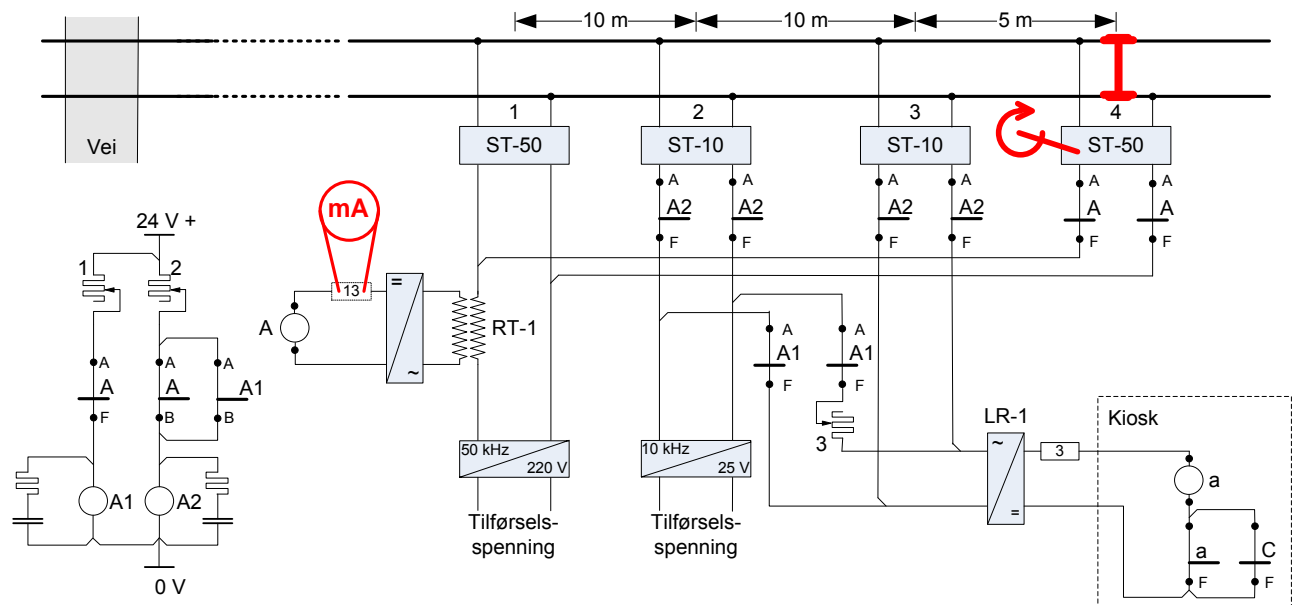 10 m 10 m 5 m
Vei
1 2 3 4
ST-50 ST-10 ST-10 ST-50
A A A A A A
A2 A2 A2 A2 A A
F F F F F F
mA
24 V +
1 2
13
A
=
~
RT-1
A A A
A A A1
F B B
A A
A1 A1
F F
3
A1 A2
50 kHz
220 V
10 kHz
25 V
LR-1
~
=
3
Kiosk
a
a C
F F
Tilførsels-
spenning
Tilførsels-
spenning
0 V